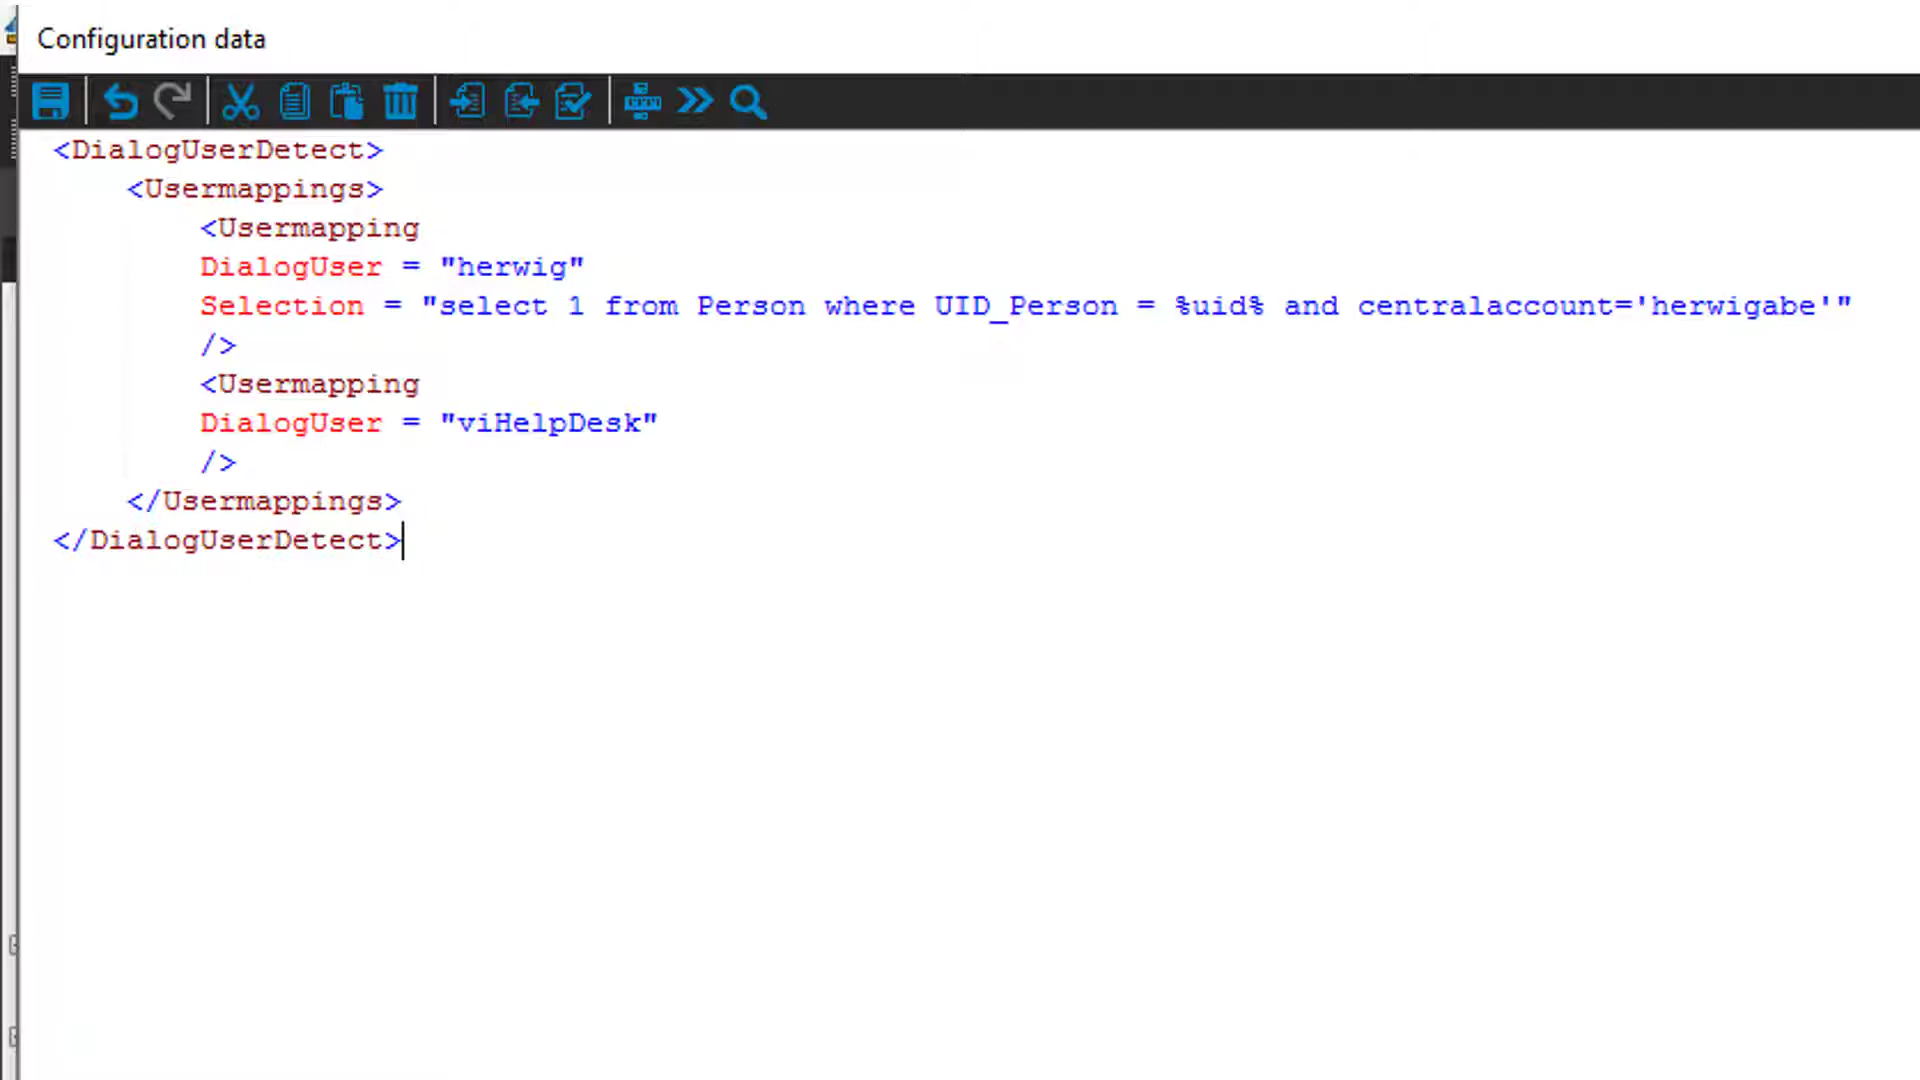 Configuration data
<DialogUserDetect>
<Usermappings>
<Usermapping
DialogUser = "herwig"
Selection = "select 1 from Person where UID_Person = %uid% and centralaccount='herwigabe'"
/>
<Usermapping
DialogUser = "viHelpDesk"
/>
</Usermappings>
</DialogUserDetect>